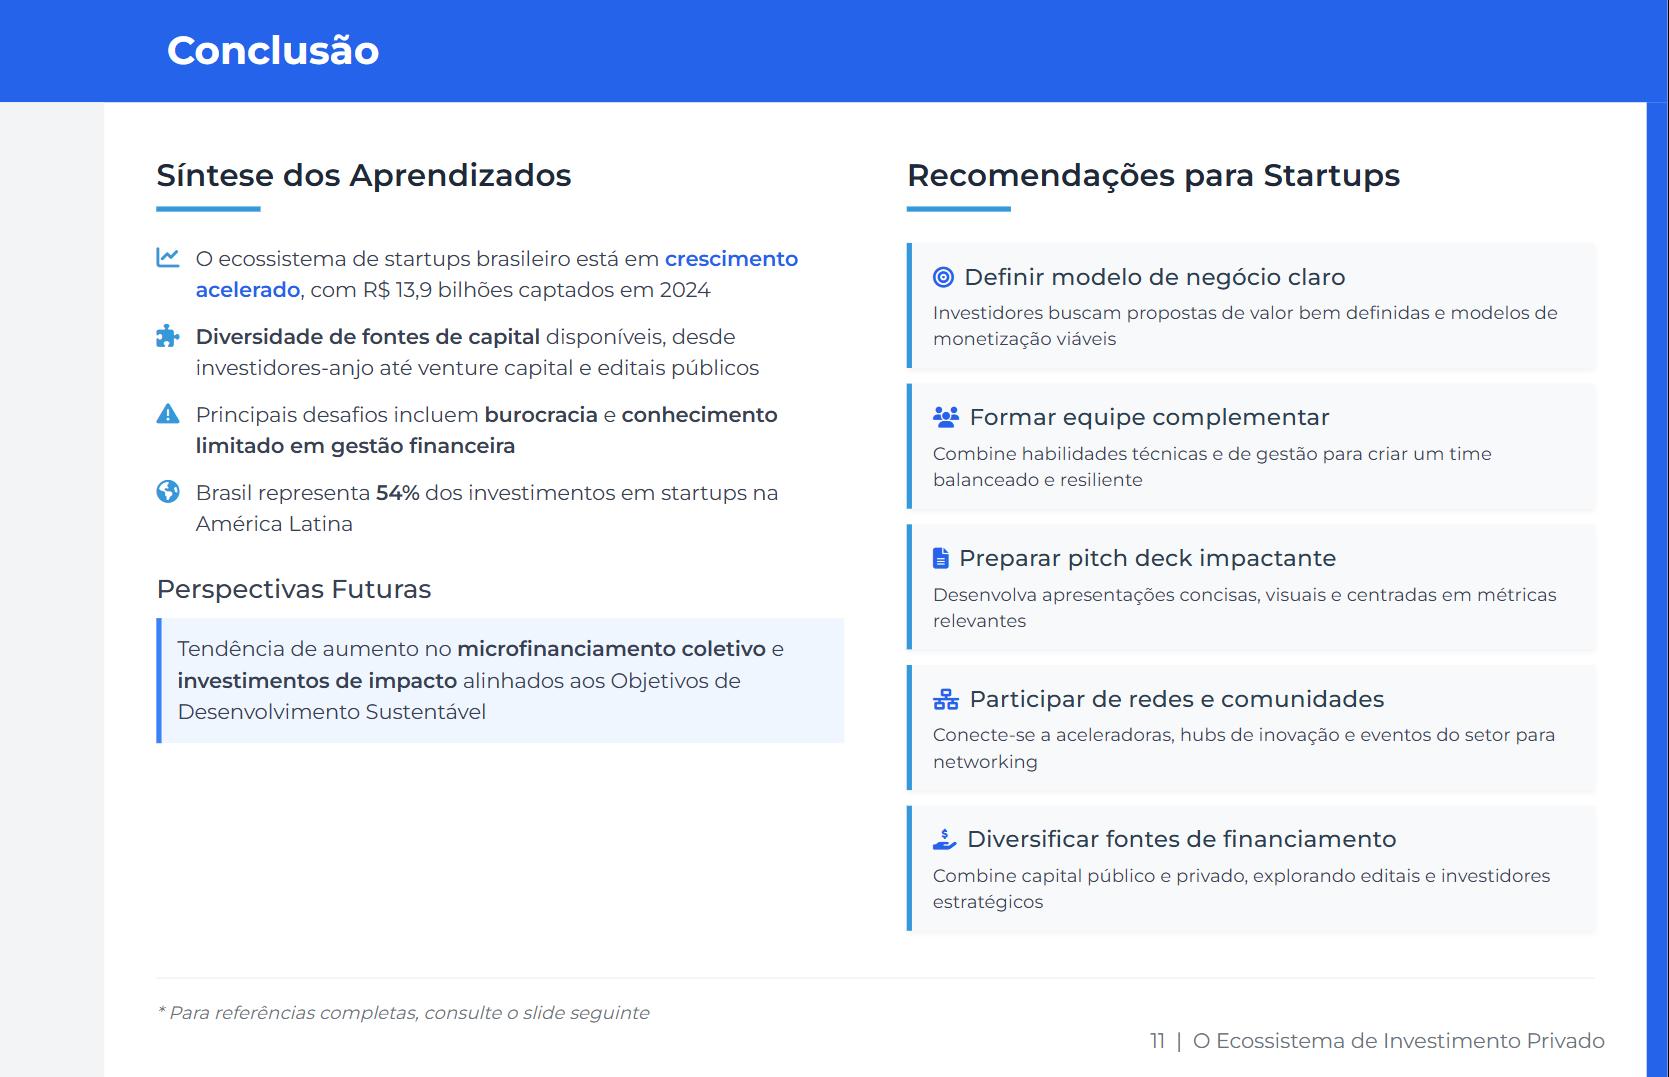 Conclusão
Síntese dos Aprendizados
O ecossistema de startups brasileiro está em crescimento
acelerado, com R$ 13,9 bilhões captados em 2024
Diversidade de fontes de capital disponíveis, desde
investidores-anjo até venture capital e editais públicos
Principais desafios incluem burocracia e conhecimento
limitado em gestão financeira
Brasil representa 54% dos investimentos em startups na
América Latina
Perspectivas Futuras
Tendência de aumento no microfinanciamento coletivo e
investimentos de impacto alinhados aos Objetivos de
Desenvolvimento Sustentável
Recomendações para Startups
Definir modelo de negócio claro
Investidores buscam propostas de valor bem definidas e modelos de
monetização viáveis
Formar equipe complementar
Combine habilidades técnicas e de gestão para criar um time
balanceado e resiliente
Preparar pitch deck impactante
Desenvolva apresentações concisas, visuais e centradas em métricas
relevantes
Participar de redes e comunidades
Conecte-se a aceleradoras, hubs de inovação e eventos do setor para
networking
Diversificar fontes de financiamento
Combine capital público e privado, explorando editais e investidores
estratégicos
* Para referências completas, consulte o slide seguinte
11 | O Ecossistema de Investimento Privado